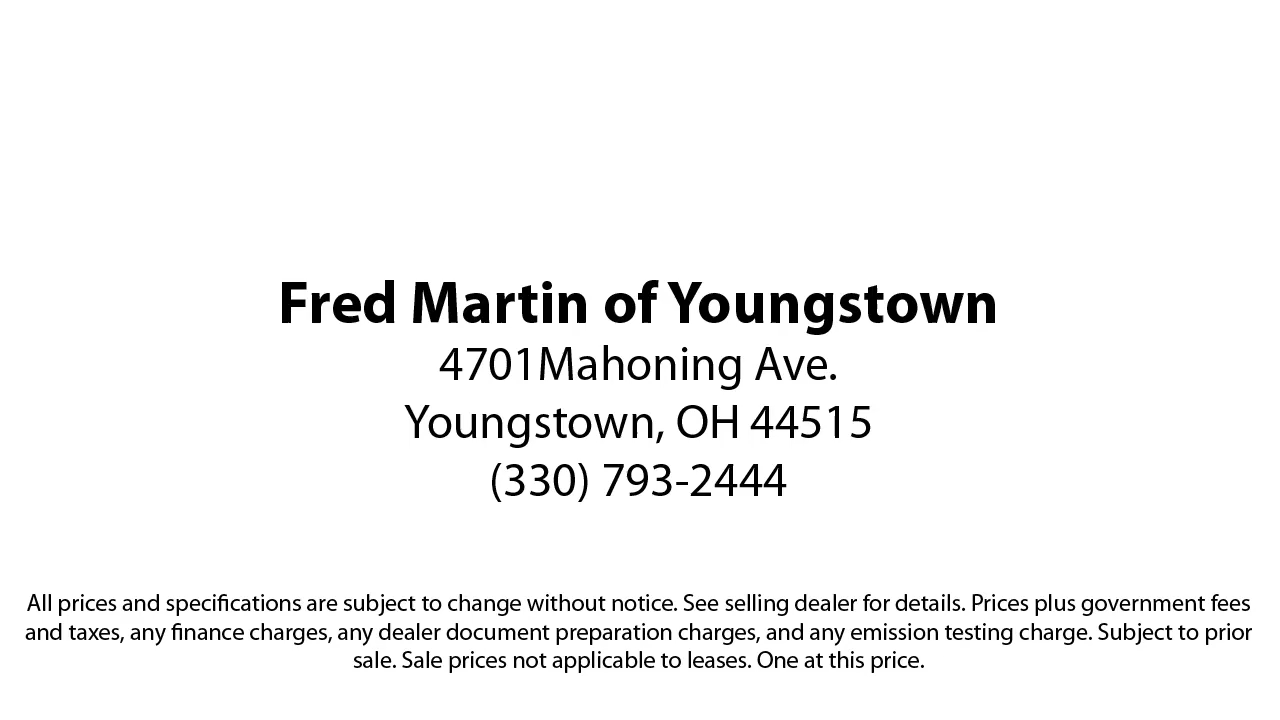 Fred Martin of Youngstown
4701Mahoning Ave.
Youngstown, OH 44515
(330) 793-2444
All prices and specifications are subject to change without notice. See selling dealer for details. Prices plus government fees
and taxes, any finance charges, any dealer document preparation charges, and any emission testing charge. Subject to prior
sale. Sale prices not applicable to leases. One at this price.